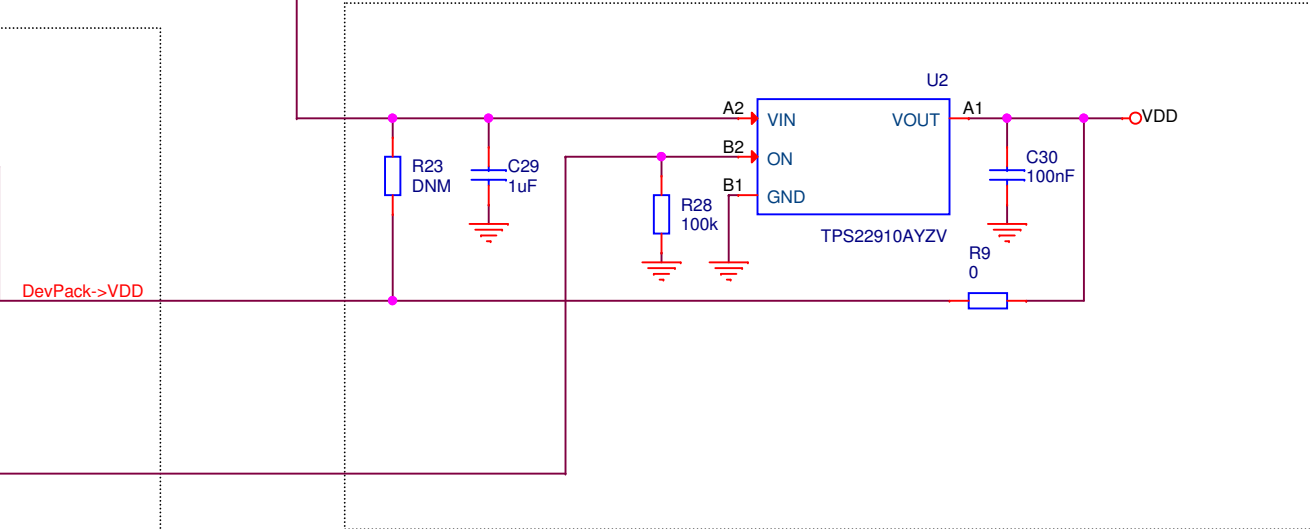 U2
A2
VIN
VOUT
A1
VDD
B2
ON
B1
GND
R23
DNM
C29
1uF
C30
100nF
R28
100k
TPS22910AYZV
R9
0
DevPack->VDD